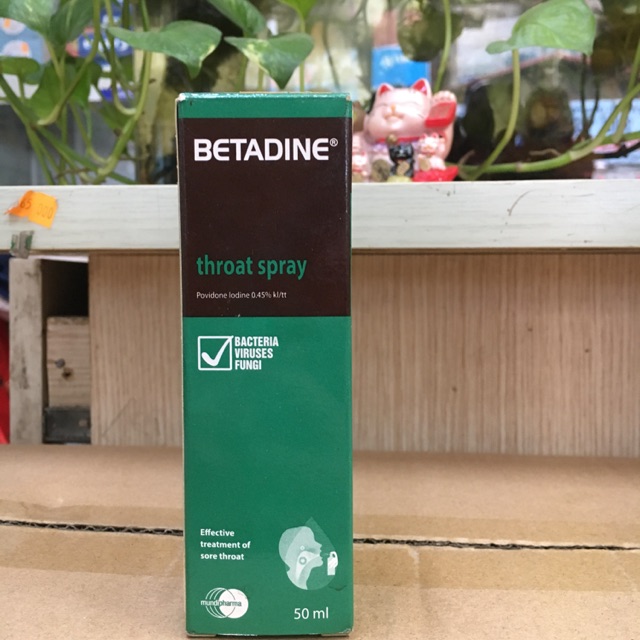 BETADINE®
throat spray
Povidone Iodine 0.45% kl/tt
BACTERIA
VIRUSES
FUNGI
Effective
treatment of
sore throat
mundipharma
50 ml